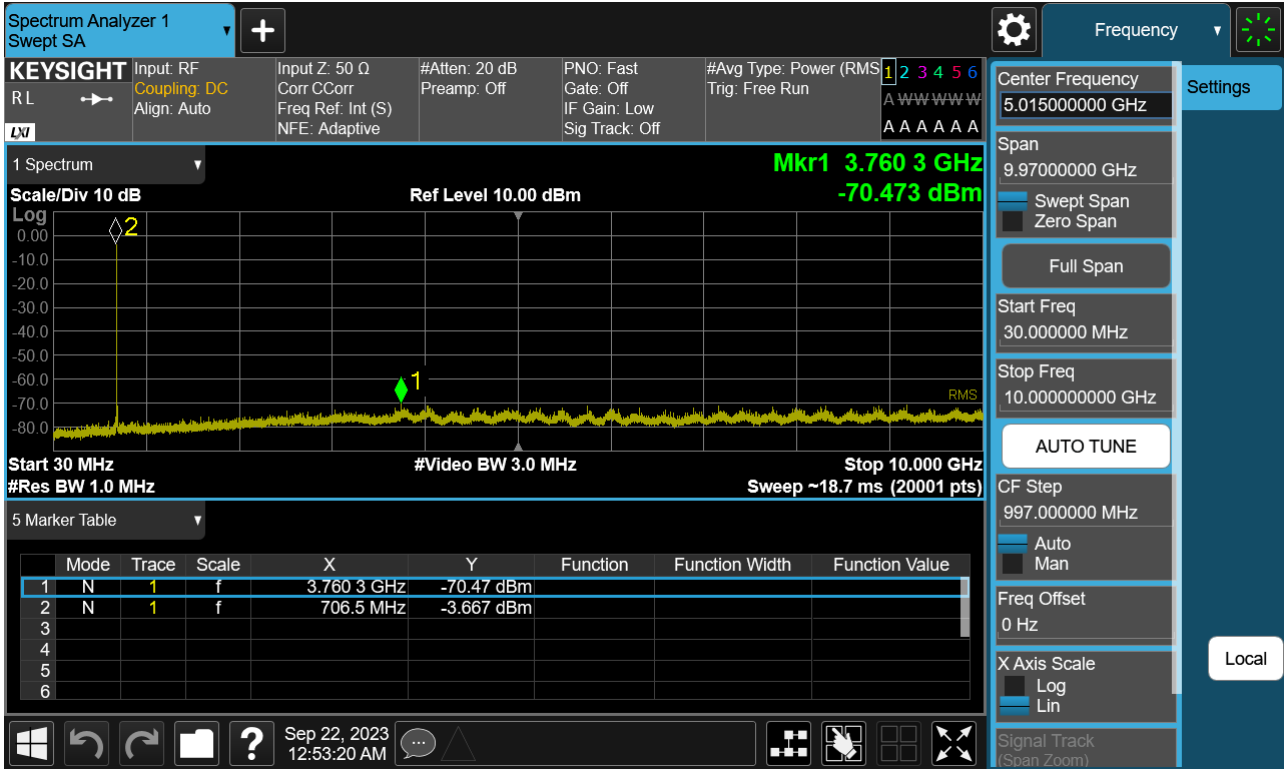 Spectrum Analyzer 1
Swept SA
Frequency
KEYSIGHT
R L
LXI
Input: RF
Coupling: DC
Align: Auto
Input Z: 50 Ω
Corr CCorr
Freq Ref: Int (S)
NFE: Adaptive
#Atten: 20 dB
Preamp: Off
PNO: Fast
Gate: Off
IF Gain: Low
Sig Track: Off
#Avg Type: Power (RMS
Trig: Free Run
1 2 3 4 5 6
A W W W W W
A A A A A A
1 Spectrum
Mkr1 3.760 3 GHz
-70.473 dBm
Scale/Div 10 dB
Ref Level 10.00 dBm
Log
0.00
-10.0
-20.0
-30.0
-40.0
-50.0
-60.0
-70.0
-80.0
2
1
RMS
Start 30 MHz
#Video BW 3.0 MHz
Stop 10.000 GHz
#Res BW 1.0 MHz
Sweep ~18.7 ms (20001 pts)
5 Marker Table
Mode Trace Scale X Y Function Function Width Function Value
1 N 1 f 3.760 3 GHz -70.47 dBm
2 N 1 f 706.5 MHz -3.667 dBm
3
4
5
6
Sep 22, 2023
12:53:20 AM
Center Frequency
5.015000000 GHz
Settings
Span
9.97000000 GHz
Swept Span
Zero Span
Full Span
Start Freq
30.000000 MHz
Stop Freq
10.000000000 GHz
AUTO TUNE
CF Step
997.000000 MHz
Auto
Man
Freq Offset
0 Hz
X Axis Scale
Log
Lin
Local
Signal Track
(Span Zoom)